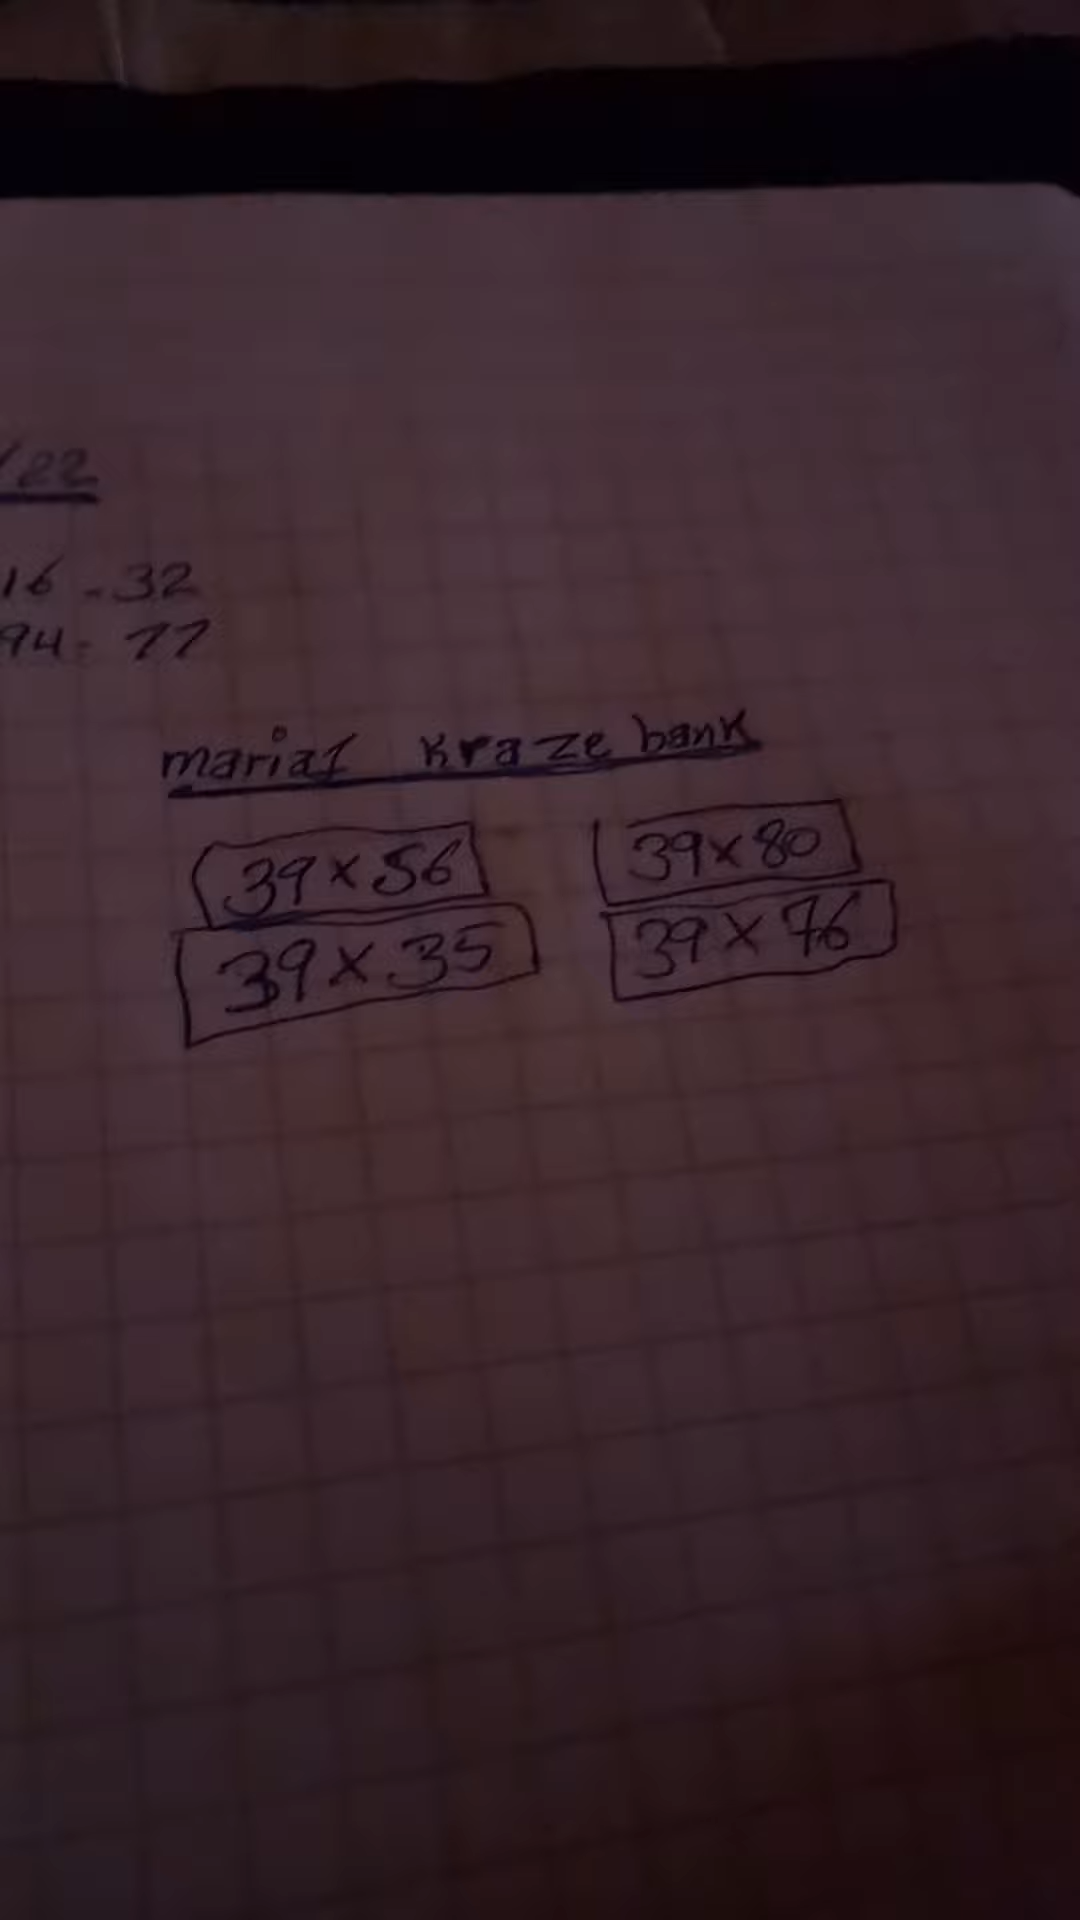 /22
16 - 32
94 - 77
maria1 kraze bank
39 x 56 39 x 80
39 x 35 39 x 76